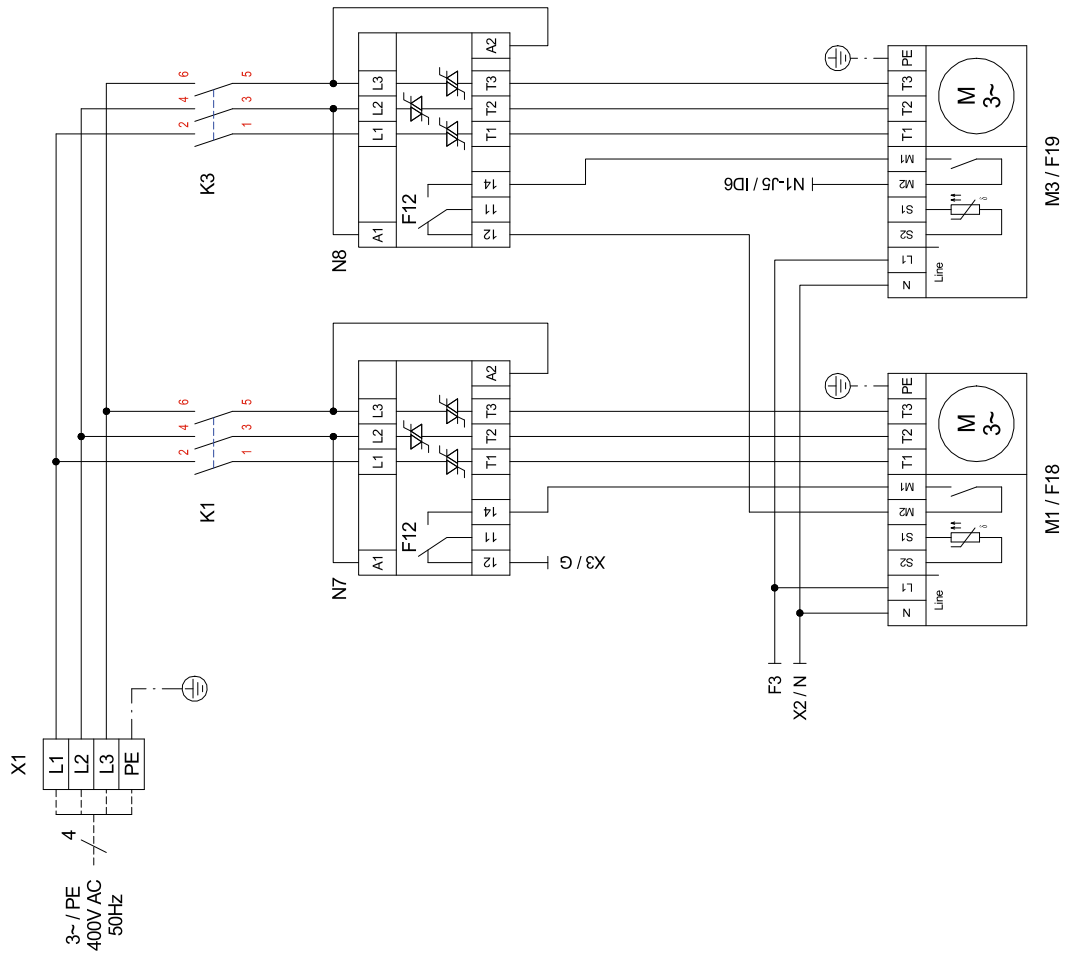 X1
L1
L2
L3
PE
4
3~ / PE
400V AC
50Hz
K1
2
4
6
1
3
5
K3
2
4
6
1
3
5
N7
A1
L1
L2
L3
F12
12
11
14
T1
T2
T3
A2
X3 / G
N8
A1
L1
L2
L3
F12
12
11
14
T1
T2
T3
A2
N1-J5 / ID6
F3
X2 / N
N
L1
S2
S1
M2
M1
T1
T2
T3
PE
Line
M
3~
M1 / F18
N
L1
S2
S1
M2
M1
T1
T2
T3
PE
Line
M
3~
M3 / F19